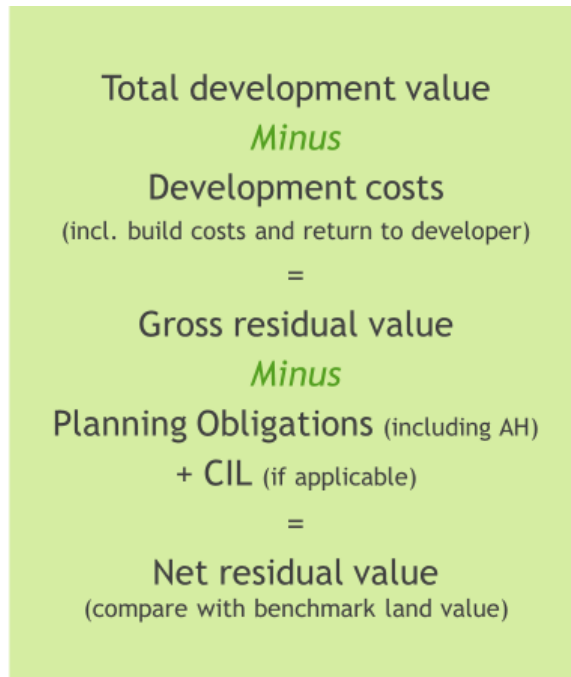 Total development value
Minus
Development costs
(incl. build costs and return to developer)
=
Gross residual value
Minus
Planning Obligations (including AH)
+ CIL (if applicable)
=
Net residual value
(compare with benchmark land value)